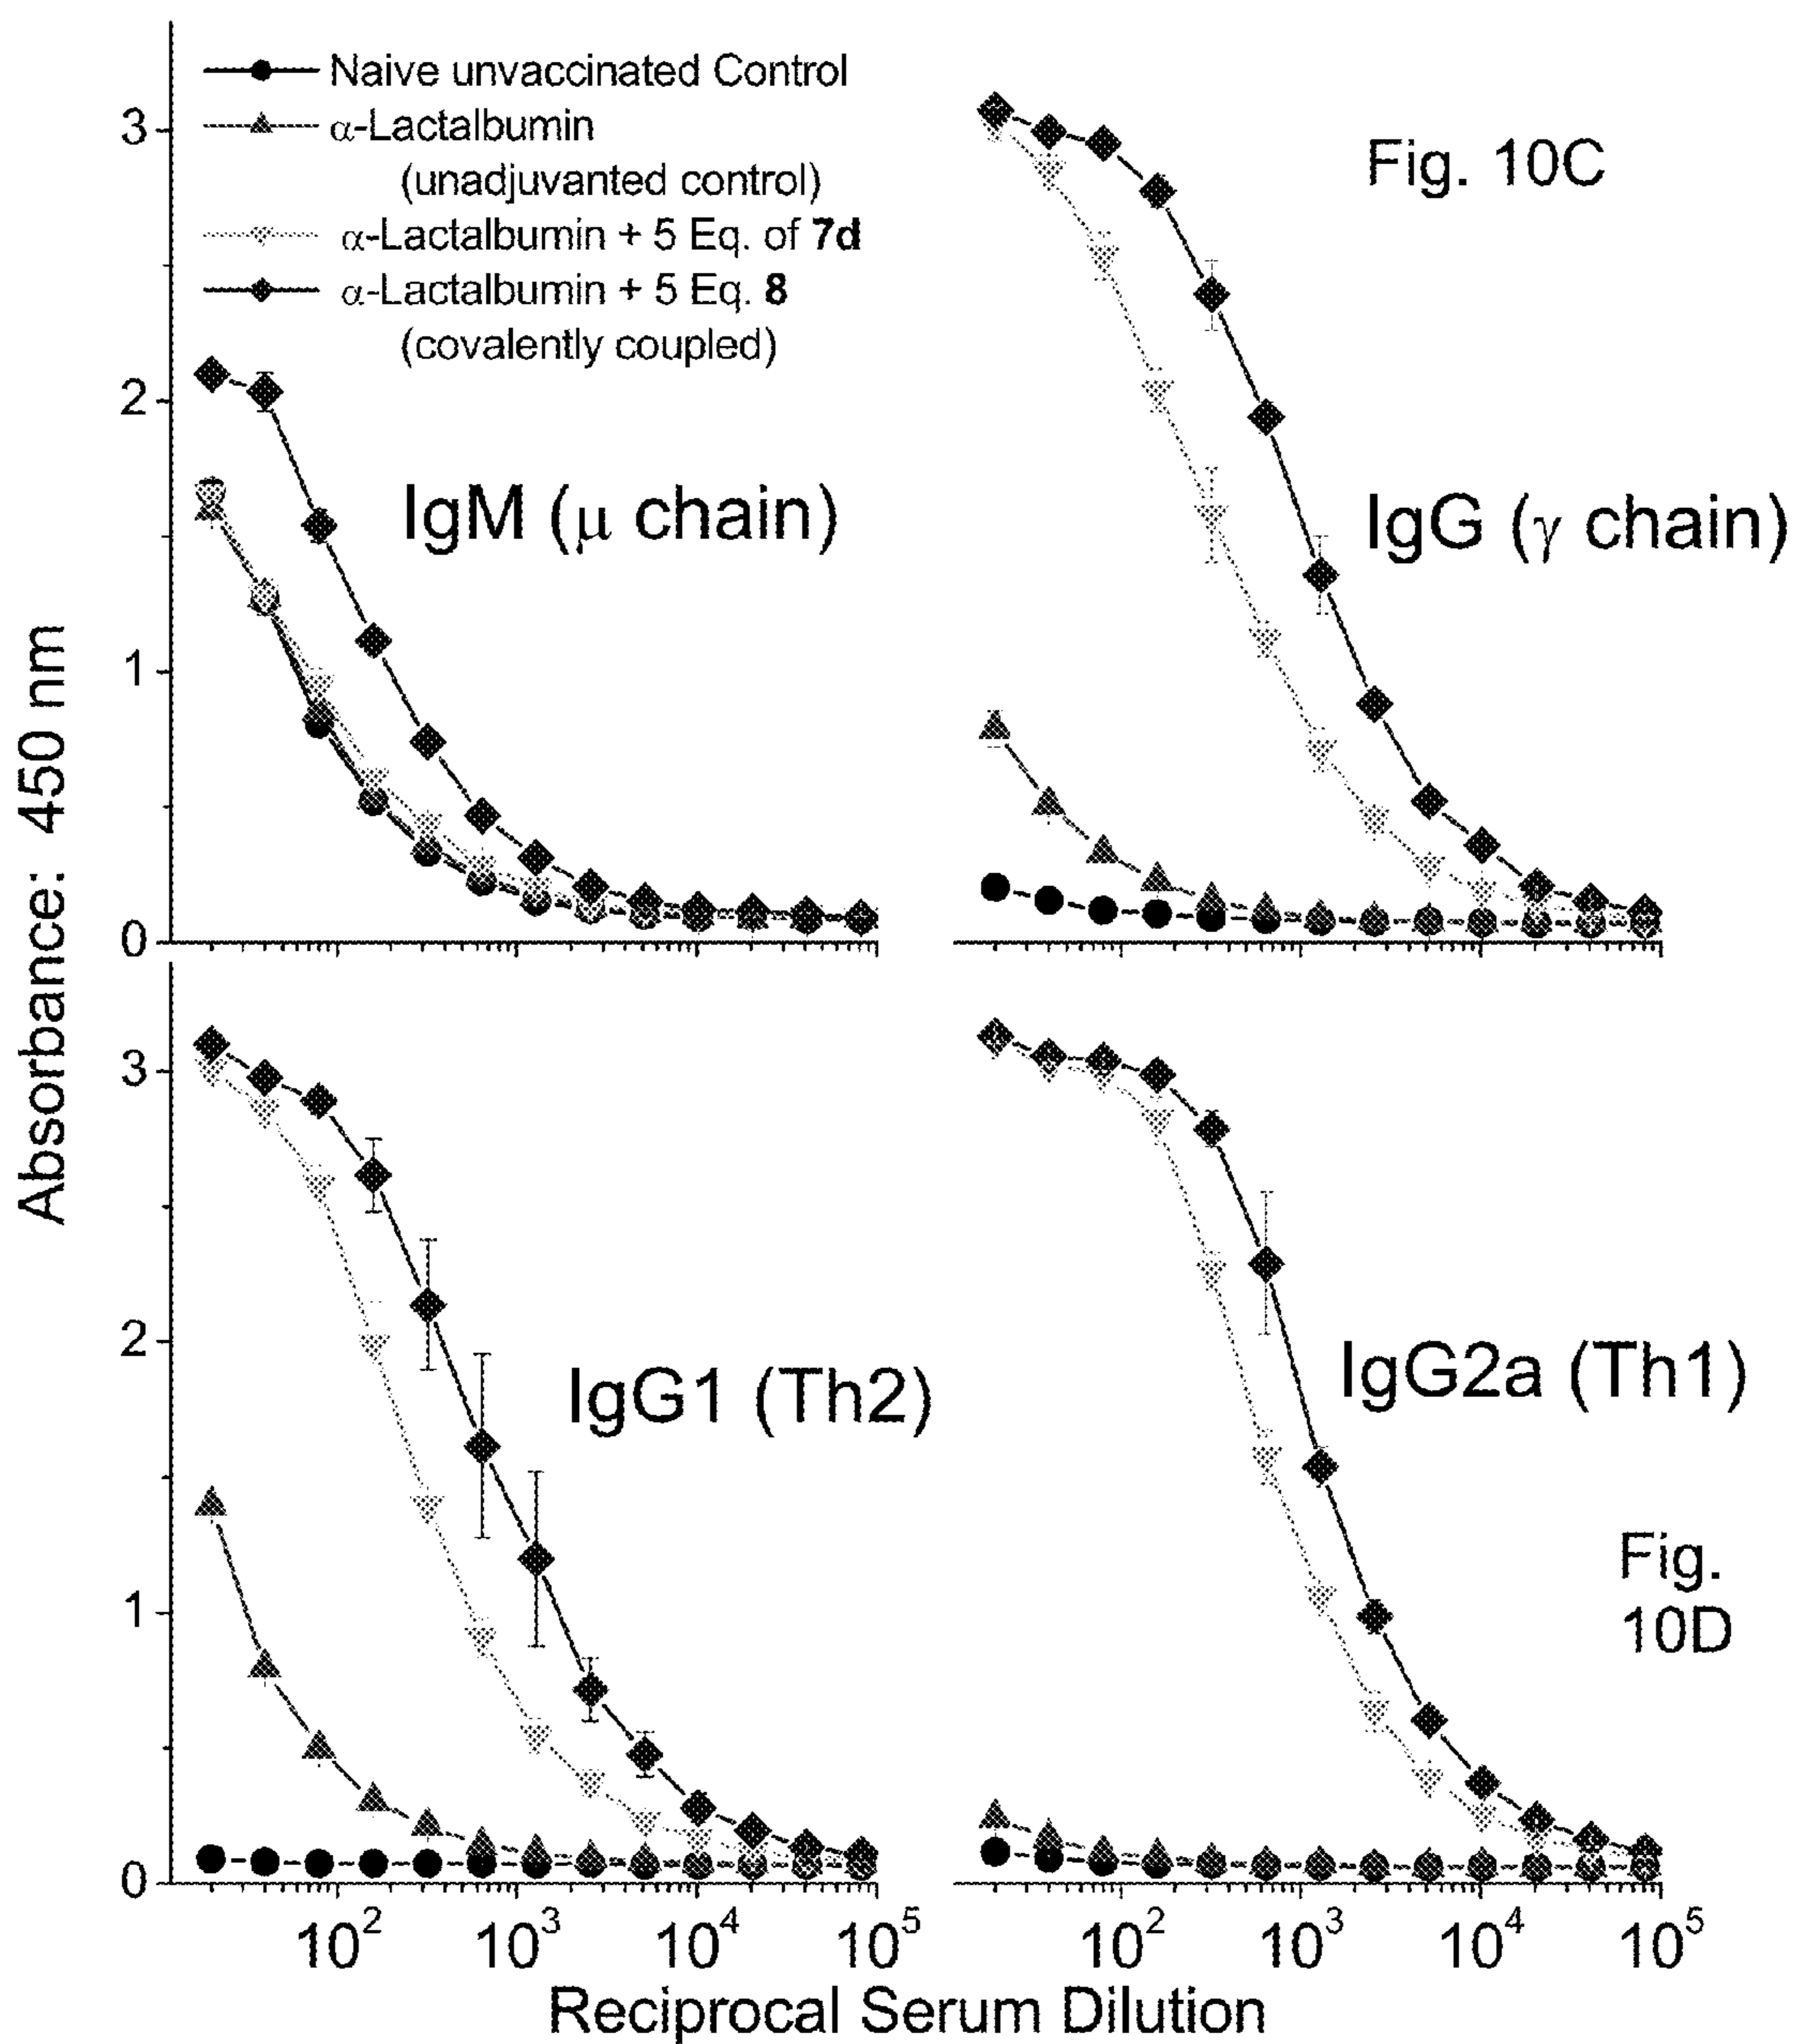 Naive unvaccinated Control
α-Lactalbumin
(unadjuvanted control)
α-Lactalbumin + 5 Eq. of 7d
α-Lactalbumin + 5 Eq. 8
(covalently coupled)
Fig. 10C
3
2
1
0
IgM (μ chain)
IgG (γ chain)
Absorbance: 450 nm
3
2
1
0
IgG1 (Th2)
IgG2a (Th1)
Fig.
10D
10² 10³ 10⁴ 10⁵ 10² 10³ 10⁴ 10⁵
Reciprocal Serum Dilution